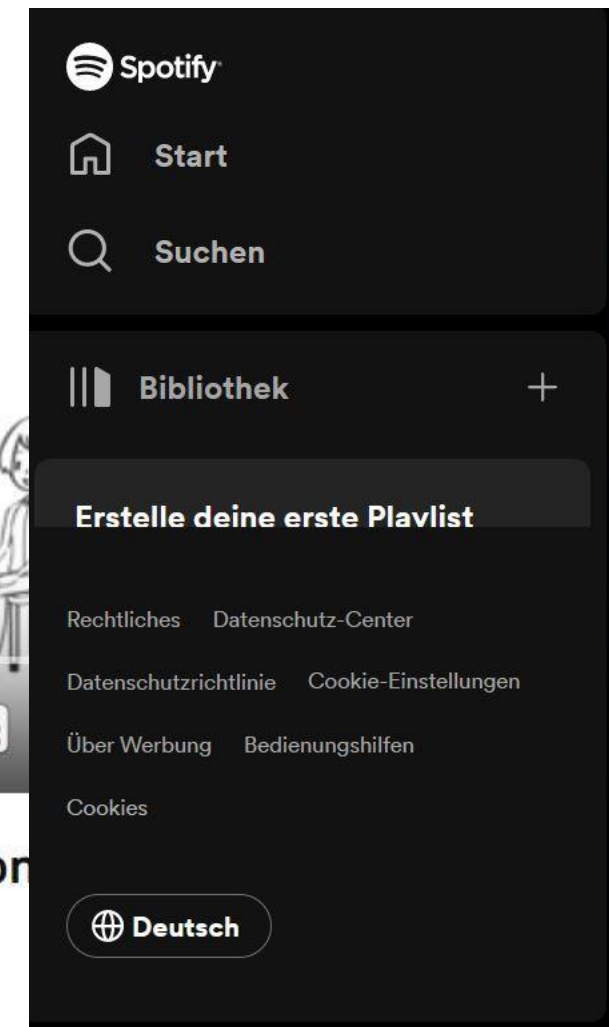 Spotify
Start
Suchen
Bibliothek
Erstelle deine erste Playlist
Rechtliches Datenschutz-Center
Datenschutzrichtlinie Cookie-Einstellungen
Über Werbung Bedienungshilfen
Cookies
on
Deutsch